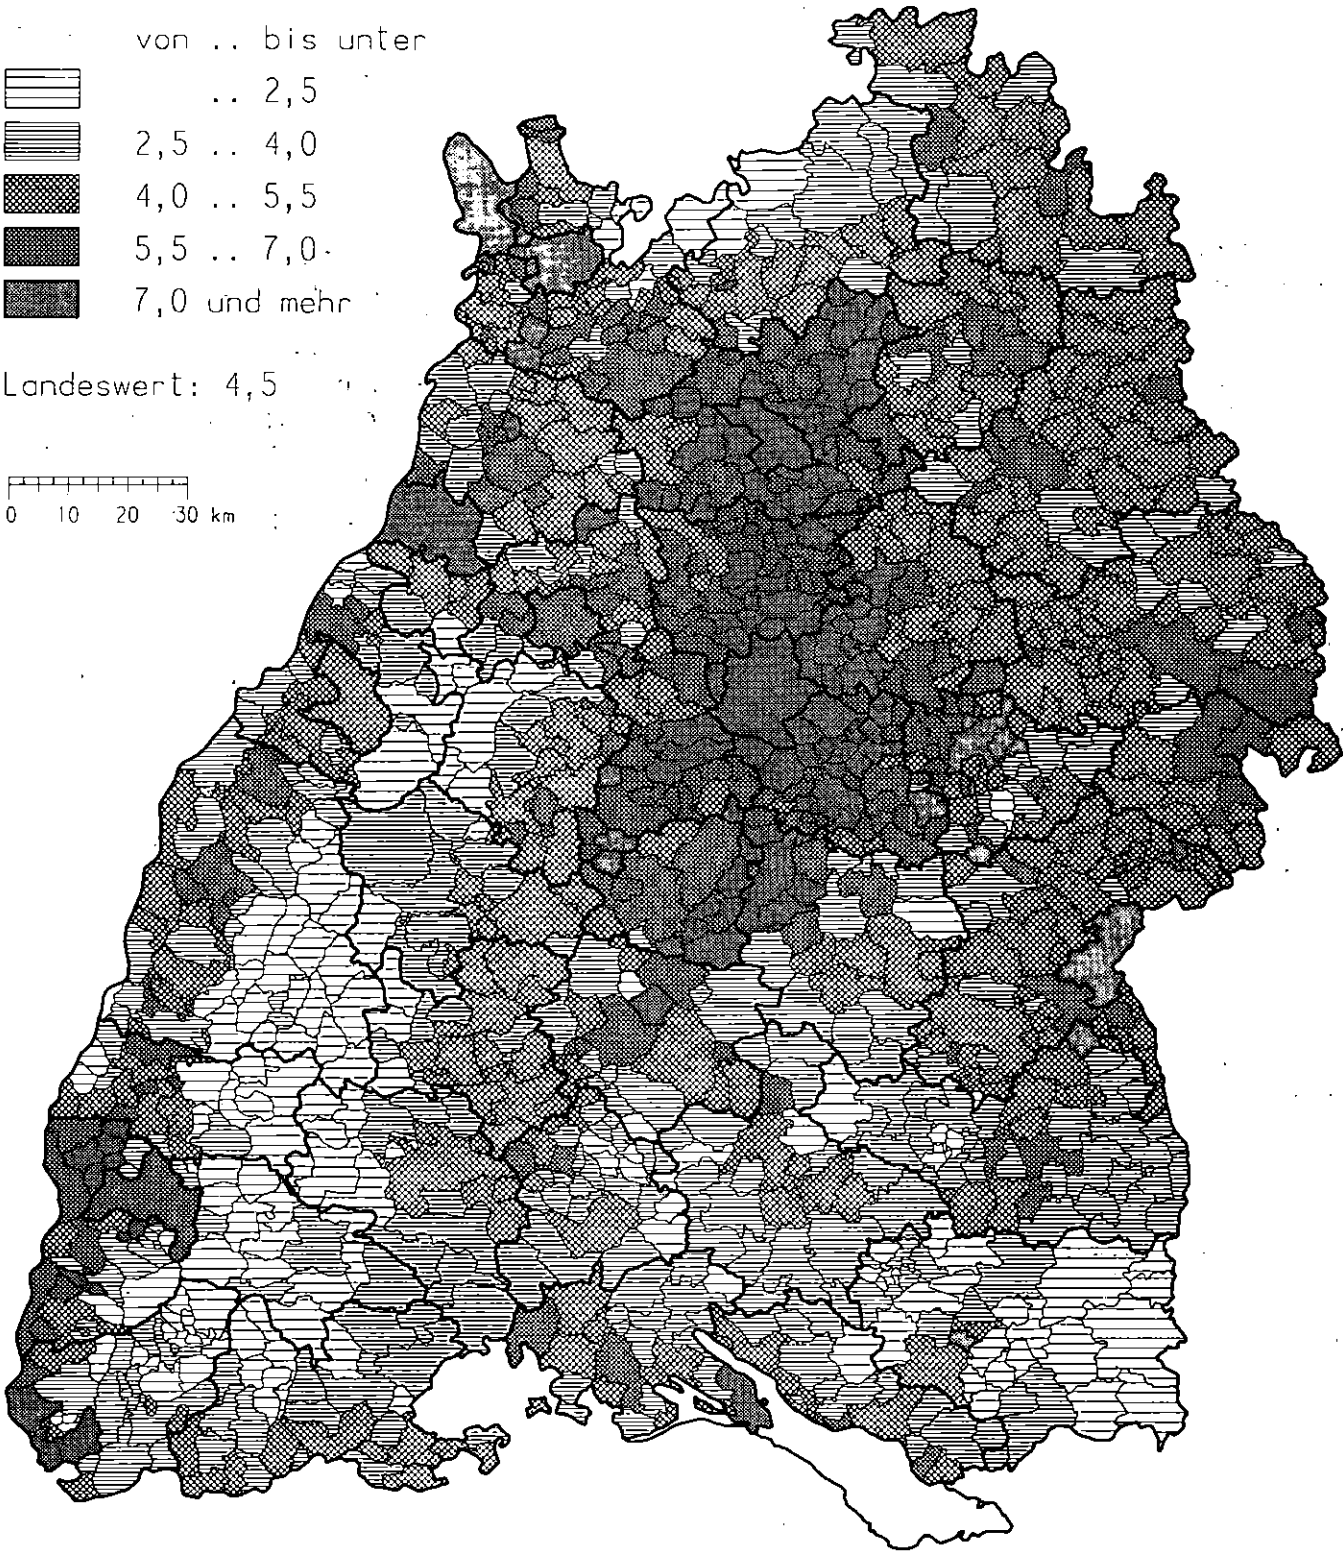 von .. bis unter
.. 2,5
2,5 .. 4,0
4,0 .. 5,5
5,5 .. 7,0
7,0 und mehr
Landeswert: 4,5
0 10 20 30 km